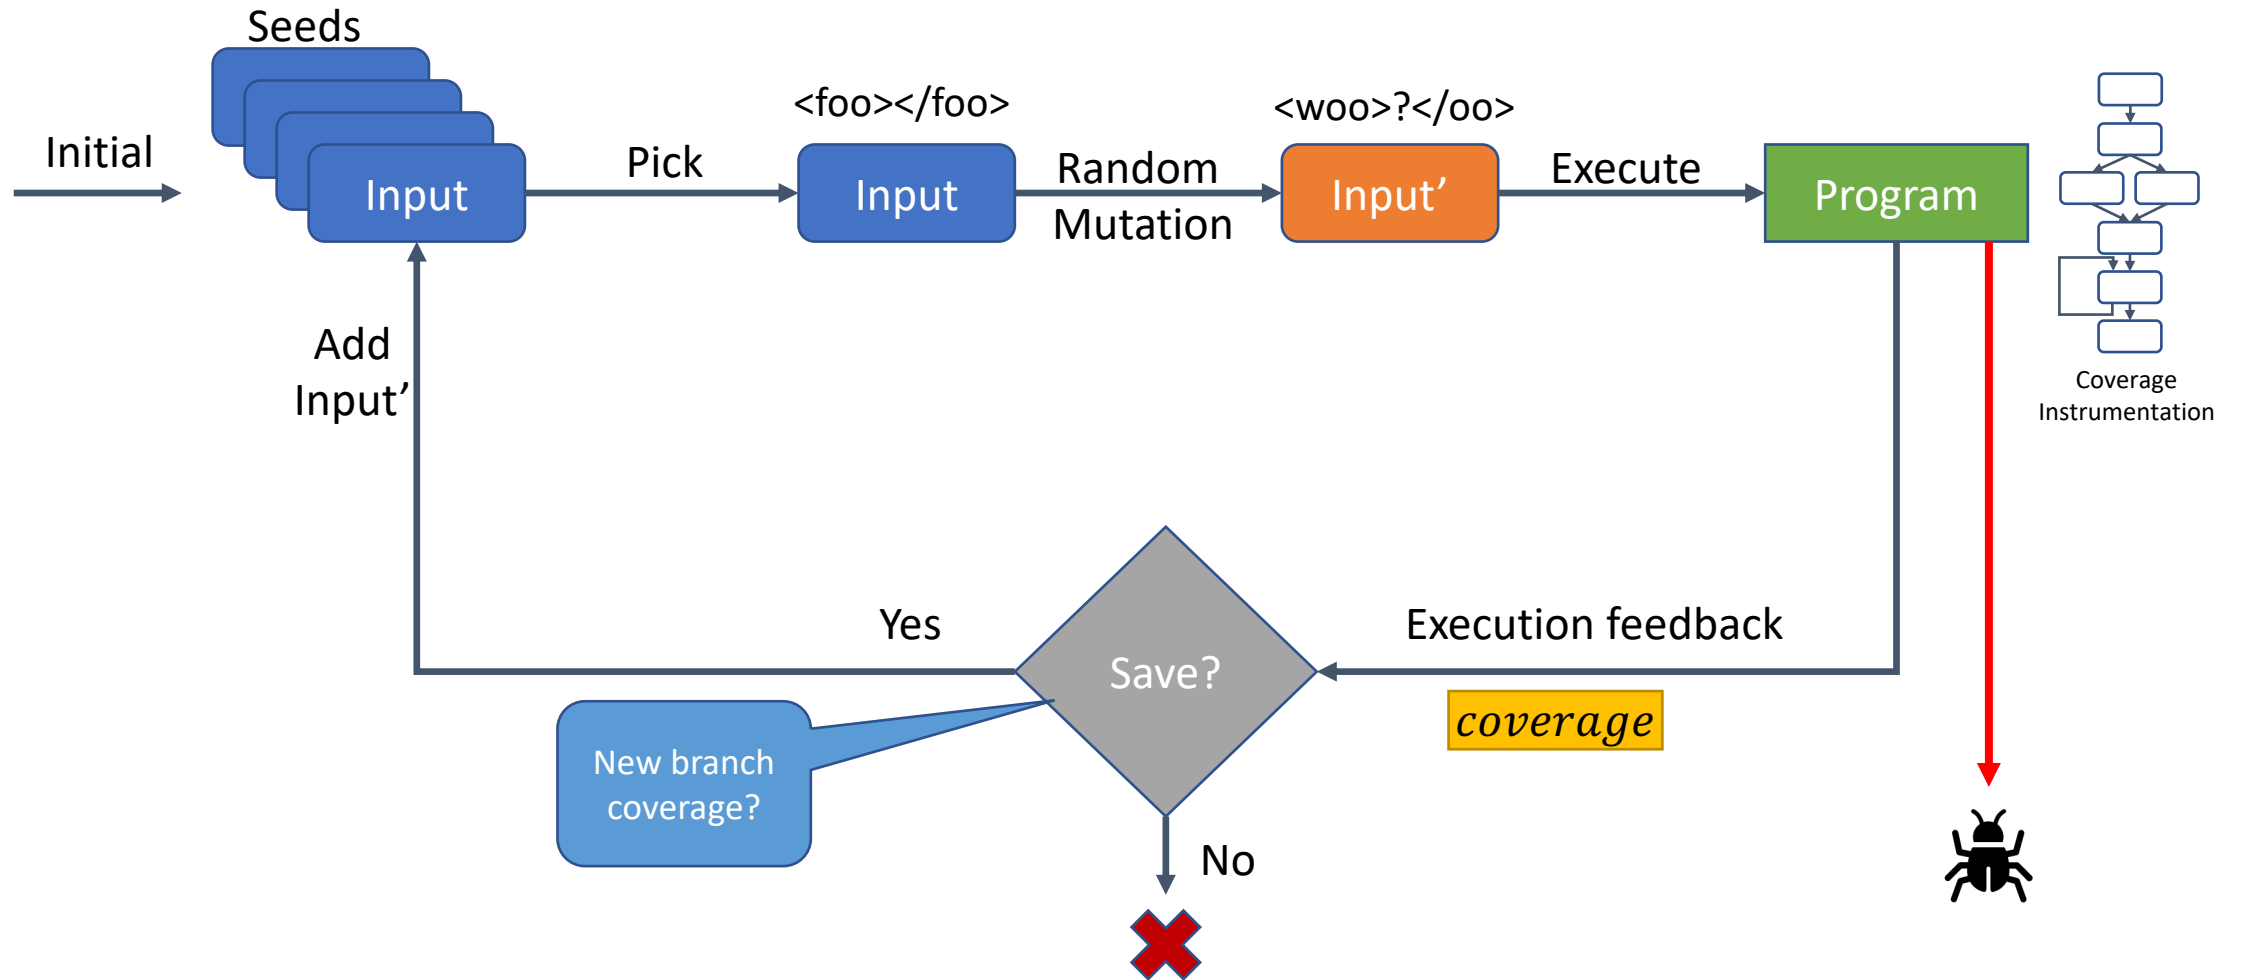 Seeds
Initial
Input
Pick
<foo></foo>
Input
Random
Mutation
<woo>?</oo>
Input’
Execute
Program
Coverage
Instrumentation
Add
Input’
Yes
Save?
Execution feedback
coverage
New branch
coverage?
No